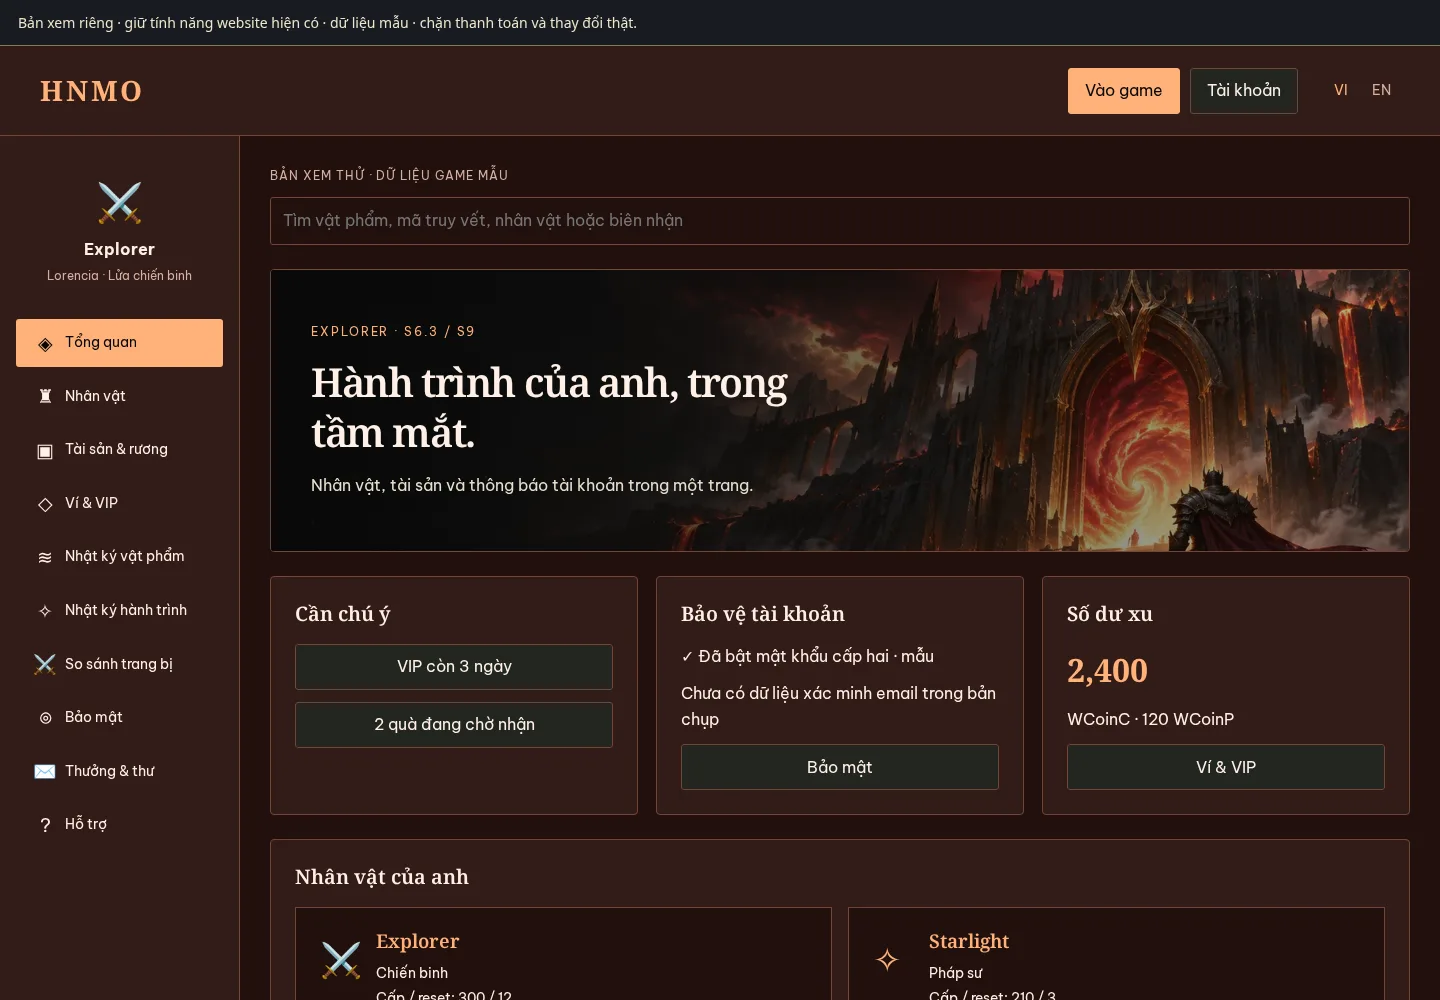 Bản xem riêng · giữ tính năng website hiện có · dữ liệu mẫu · chặn thanh toán và thay đổi thật.
HNMO
Vào game
Tài khoản
VI
EN
Explorer
Lorencia · Lửa chiến binh
Tổng quan
Nhân vật
Tài sản & rương
Ví & VIP
Nhật ký vật phẩm
Nhật ký hành trình
So sánh trang bị
Bảo mật
Thưởng & thư
? Hỗ trợ
BẢN XEM THỬ · DỮ LIỆU GAME MẪU
Tìm vật phẩm, mã truy vết, nhân vật hoặc biên nhận
EXPLORER · S6.3 / S9
Hành trình của anh, trong
tầm mắt.
Nhân vật, tài sản và thông báo tài khoản trong một trang.
Cần chú ý
VIP còn 3 ngày
2 quà đang chờ nhận
Bảo vệ tài khoản
✓ Đã bật mật khẩu cấp hai · mẫu
Chưa có dữ liệu xác minh email trong bản
chụp
Bảo mật
Số dư xu
2,400
WCoinC · 120 WCoinP
Ví & VIP
Nhân vật của anh
Explorer
Chiến binh
Cấp / reset: 300 / 12
Starlight
Pháp sư
Cấp / reset: 210 / 3